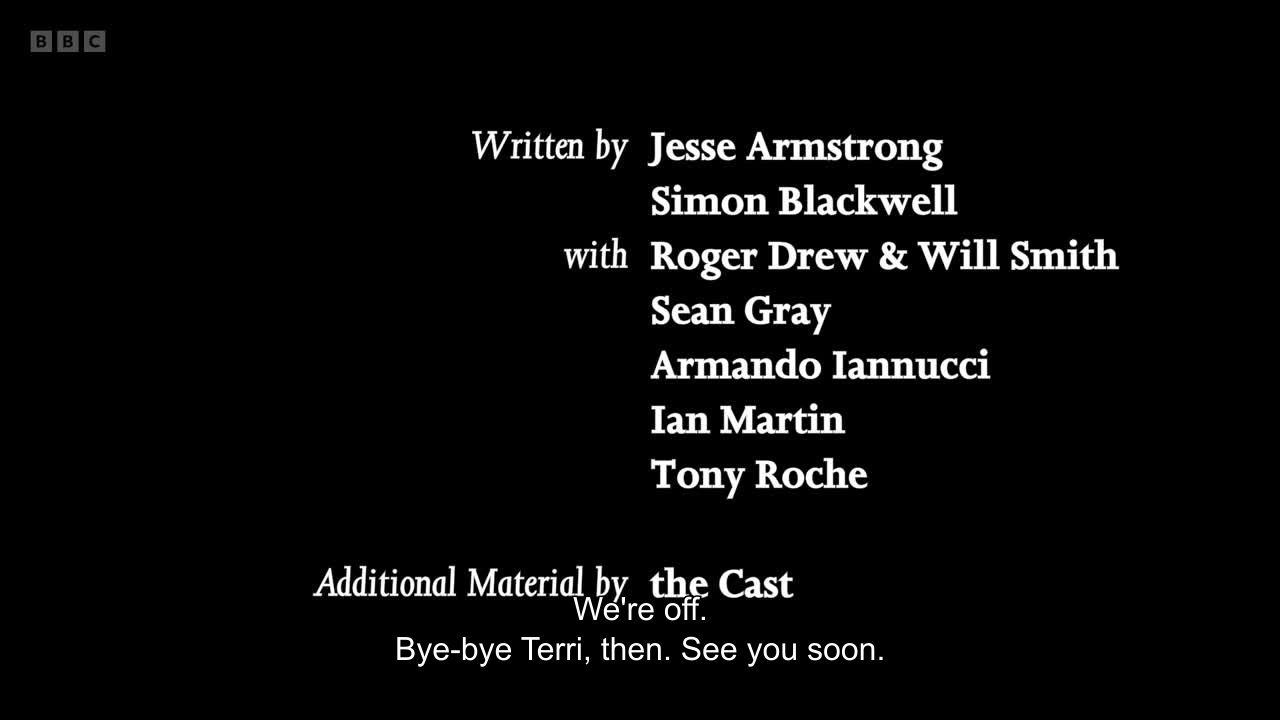 BBC
Written by Jesse Armstrong
Simon Blackwell
with Roger Drew & Will Smith
Sean Gray
Armando Iannucci
Ian Martin
Tony Roche
Additional Material by the Cast
We're off.
Bye-bye Terri, then. See you soon.